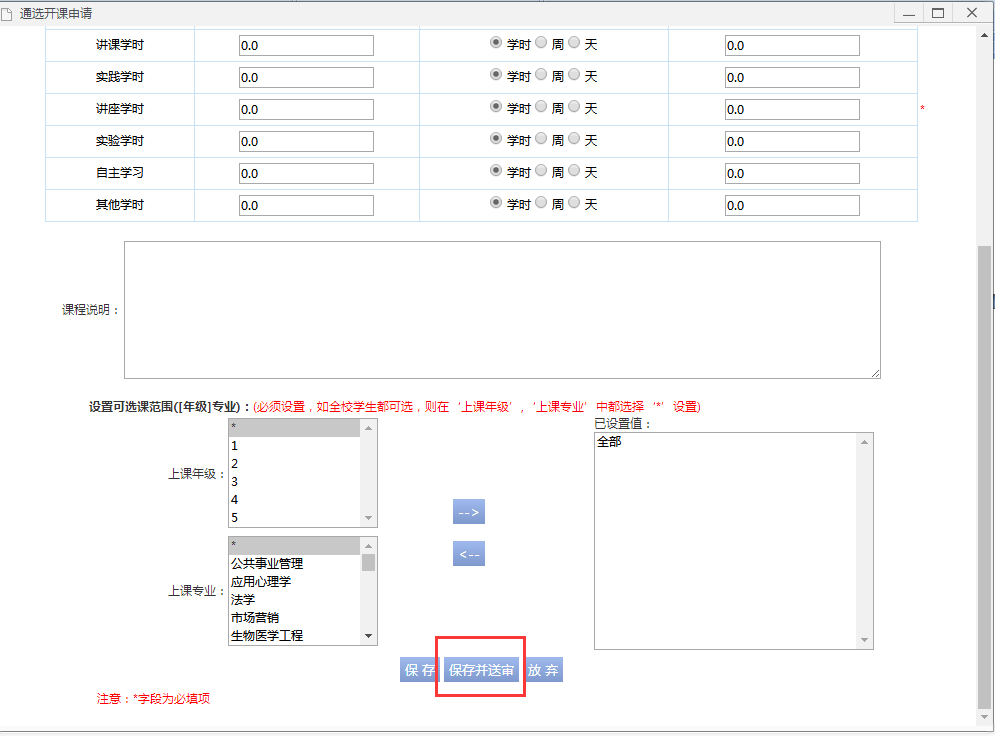 通选开课申请
讲课学时 0.0 学时 周 天 0.0
实践学时 0.0 学时 周 天 0.0
讲座学时 0.0 学时 周 天 0.0 *
实验学时 0.0 学时 周 天 0.0
自主学习 0.0 学时 周 天 0.0
其他学时 0.0 学时 周 天 0.0
课程说明：
设置可选课范围([年级]专业)：(必须设置，如全校学生都可选，则在‘上课年级’，‘上课专业’中都选择‘*’设置)
已设置值：
上课年级：
*
1
2
3
4
5
全部
-->
<--
上课专业：
*
公共事业管理
应用心理学
法学
市场营销
生物医学工程
保 存 保存并送审 放 弃
注意：*字段为必填项